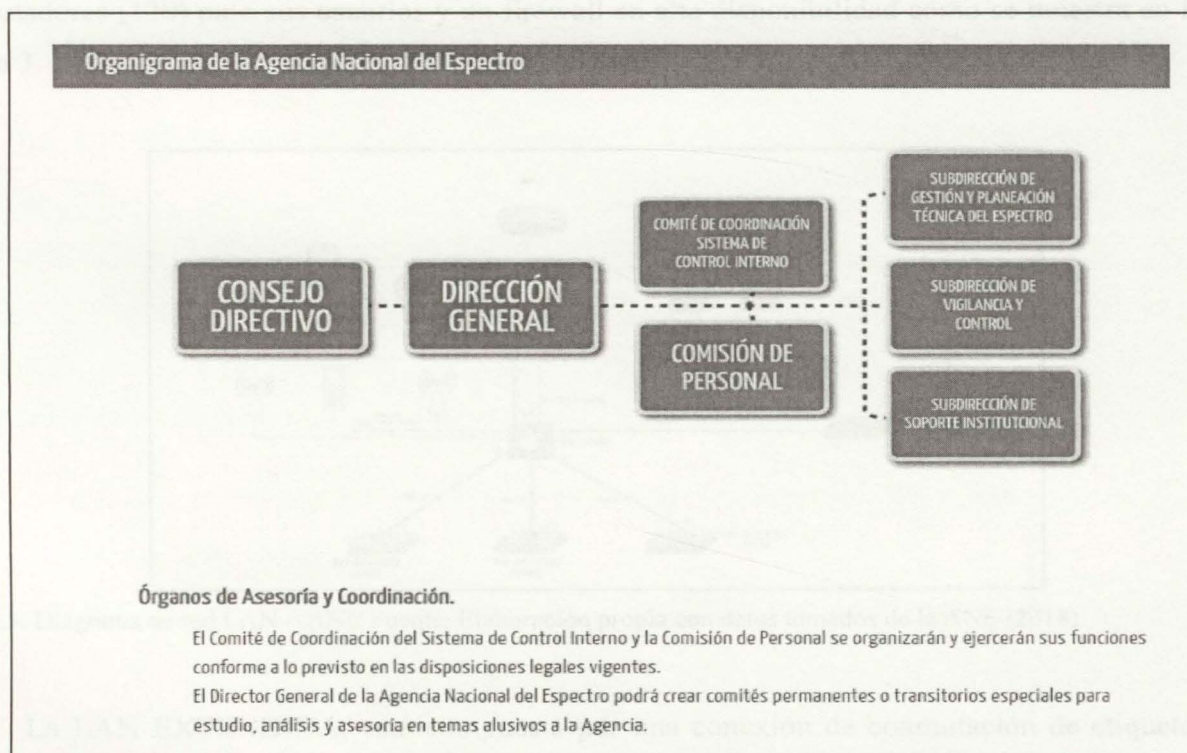 Organigrama de la Agencia Nacional del Espectro
CONSEJO
DIRECTIVO
DIRECCIÓN
GENERAL
COMITÉ DE COORDINACIÓN
SISTEMA DE
CONTROL INTERNO
COMISIÓN DE
PERSONAL
SUBDIRECCIÓN DE
GESTIÓN Y PLANEACIÓN
TÉCNICA DEL ESPECTRO
SUBDIRECCIÓN DE
VIGILANCIA Y
CONTROL
SUBDIRECCIÓN DE
SOPORTE INSTITUTCIONAL
Órganos de Asesoría y Coordinación.
El Comité de Coordinación del Sistema de Control Interno y la Comisión de Personal se organizarán y ejercerán sus funciones
conforme a lo previsto en las disposiciones legales vigentes.
El Director General de la Agencia Nacional del Espectro podrá crear comités permanentes o transitorios especiales para
estudio, análisis y asesoría en temas alusivos a la Agencia.